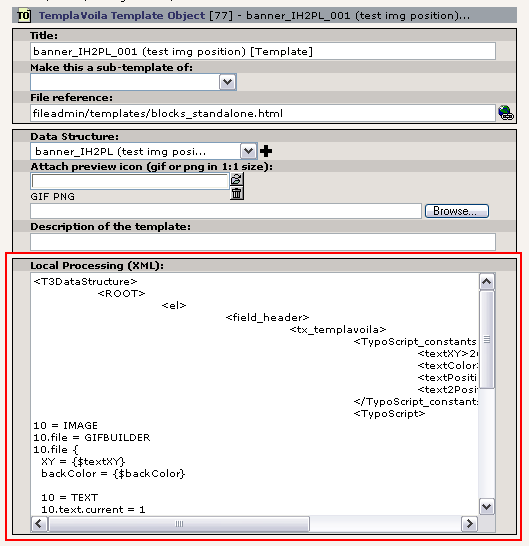 TO TemplaVoila Template Object [77] - banner_IH2PL_001 (test img position)...
Title:
banner_IH2PL_001 (test img position) [Template]
Make this a sub-template of:
File reference:
fileadmin/templates/blocks_standalone.html
Data Structure:
banner_IH2PL (test img posi...
Attach preview icon (gif or png in 1:1 size):
GIF PNG
Browse...
Description of the template:
Local Processing (XML):
<T3DataStructure>
<ROOT>
<el>
<field_header>
<tx_templavoila>
<TypoScript_constants
<textXY>2
<textColor>
<textPositi
<text2Posit
</TypoScript_constant
<TypoScript>
10 = IMAGE
10.file = GIFBUILDER
10.file {
XY = {$textXY}
backColor = {$backColor}
10 = TEXT
10.text.current = 1